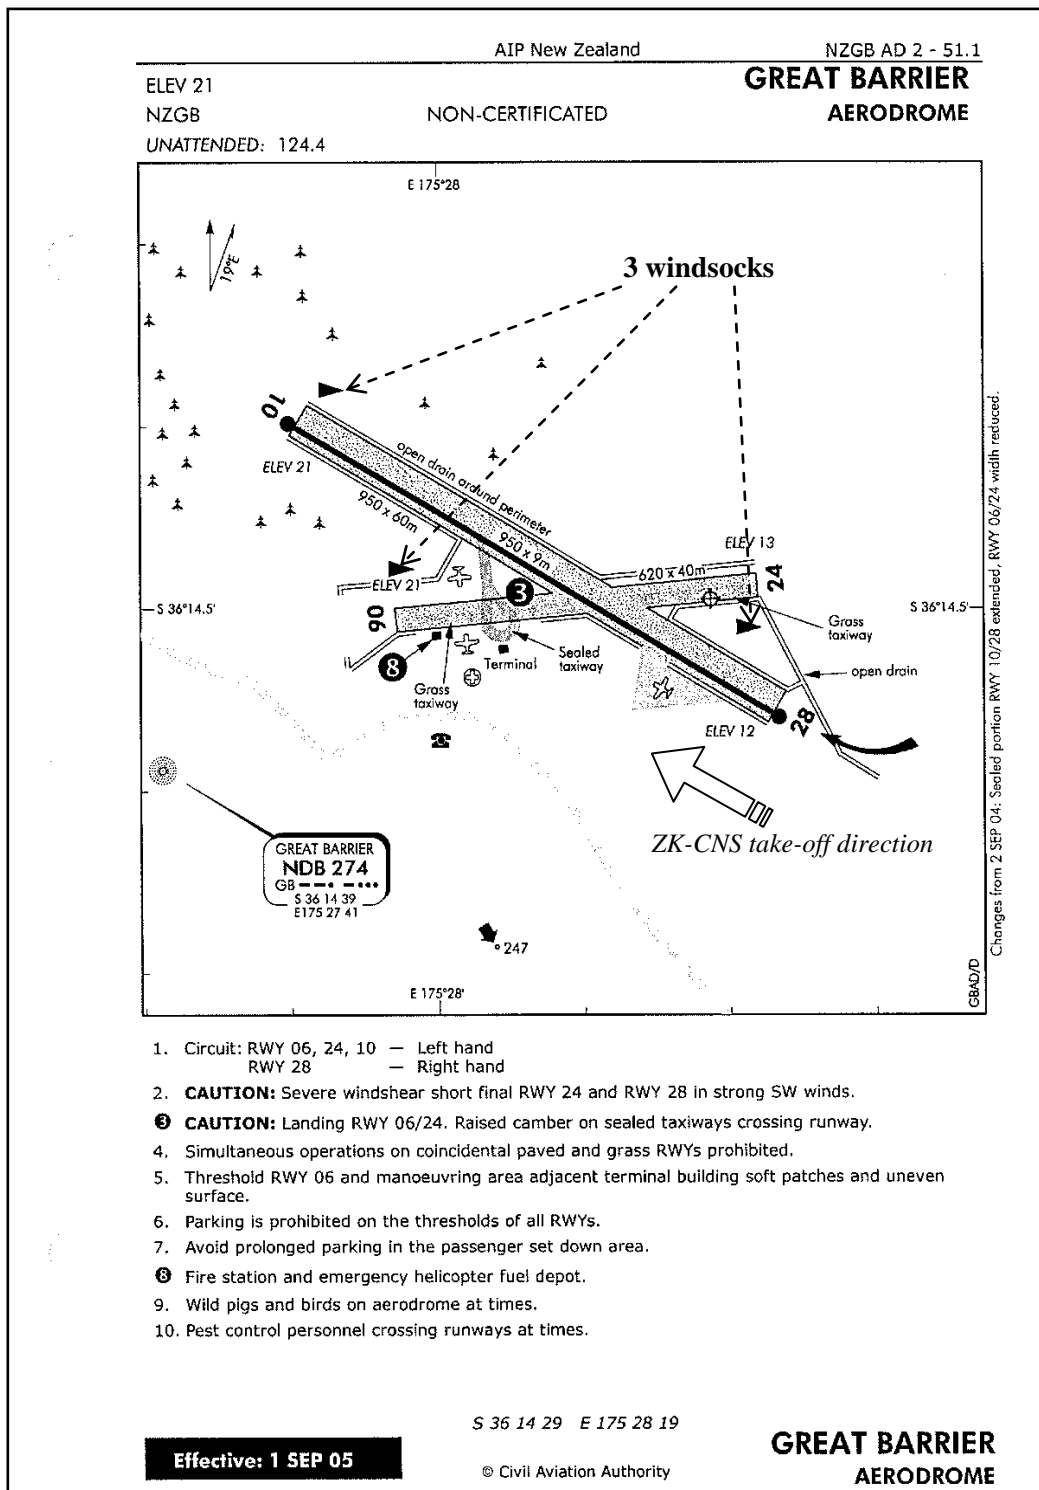 AIP New Zealand
NZGB AD 2 - 51.1
ELEV 21
NZGB
NON-CERTIFICATED
GREAT BARRIER
AERODROME
UNATTENDED: 124.4
E 175°28
19°E
3 windsocks
10
ELEV 21
open drain around perimeter
950 x 60m
950 x 9m
ELEV 13
620 x 40m
24
ELEV 21
3
S 36°14.5'
06
S 36°14.5'
Grass
taxiway
8
Terminal
Sealed
taxiway
open drain
Grass
taxiway
ELEV 12
28
ZK-CNS take-off direction
GREAT BARRIER
NDB 274
GB
S 36 14 39
E175 27 41
247
E 175°28'
GBAD/D
Changes from 2 SEP 04: Sealed portion RWY 10/28 extended, RWY 06/24 width reduced.
1. Circuit: RWY 06, 24, 10 — Left hand
RWY 28 — Right hand
2. CAUTION: Severe windshear short final RWY 24 and RWY 28 in strong SW winds.
3 CAUTION: Landing RWY 06/24. Raised camber on sealed taxiways crossing runway.
4. Simultaneous operations on coincidental paved and grass RWYs prohibited.
5. Threshold RWY 06 and manoeuvring area adjacent terminal building soft patches and uneven
surface.
6. Parking is prohibited on the thresholds of all RWYs.
7. Avoid prolonged parking in the passenger set down area.
8 Fire station and emergency helicopter fuel depot.
9. Wild pigs and birds on aerodrome at times.
10. Pest control personnel crossing runways at times.
S 36 14 29 E 175 28 19
Effective: 1 SEP 05
© Civil Aviation Authority
GREAT BARRIER
AERODROME